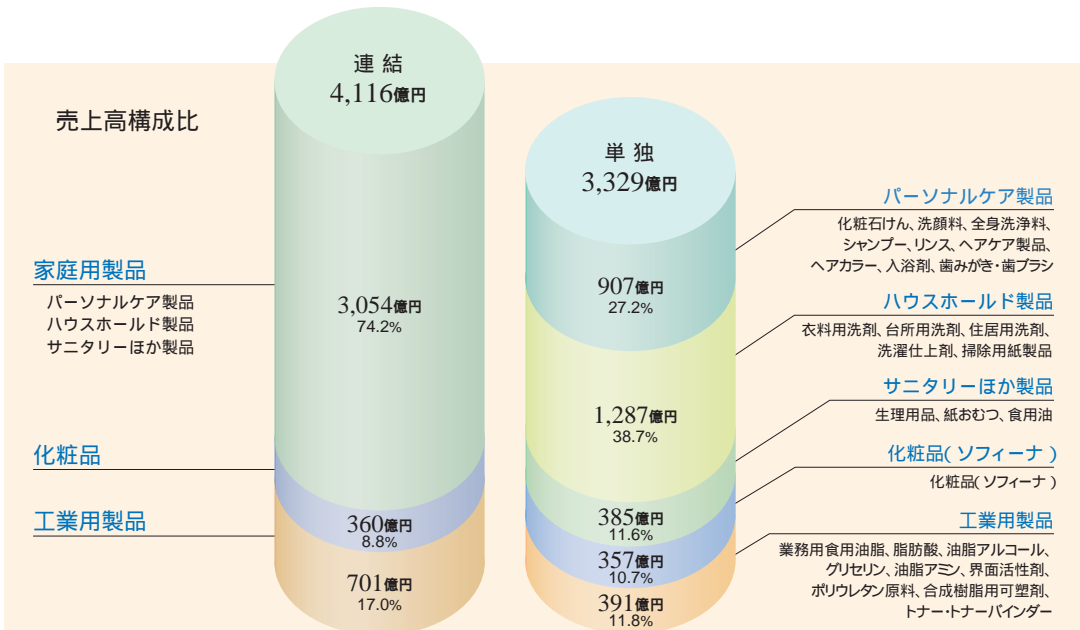 売上高構成比
連結
4,116億円
家庭用製品
パーソナルケア製品
ハウスホールド製品
サニタリーほか製品
3,054億円
74.2%
化粧品
360億円
8.8%
工業用製品
701億円
17.0%
単独
3,329億円
パーソナルケア製品
化粧石けん、洗顔料、全身洗浄料、
シャンプー、リンス、ヘアケア製品、
ヘアカラー、入浴剤、歯みがき・歯ブラシ
907億円
27.2%
ハウスホールド製品
衣料用洗剤、台所用洗剤、住居用洗剤、
洗濯仕上剤、掃除用紙製品
1,287億円
38.7%
サニタリーほか製品
生理用品、紙おむつ、食用油
385億円
11.6%
化粧品(ソフィーナ)
化粧品(ソフィーナ)
357億円
10.7%
工業用製品
業務用食用油脂、脂肪酸、油脂アルコール、
グリセリン、油脂アミン、界面活性剤、
ポリウレタン原料、合成樹脂用可塑剤、
トナー・トナーバインダー
391億円
11.8%